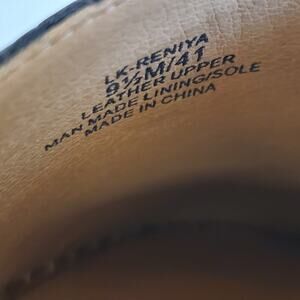 LK-RENIYA
9½M/41
LEATHER UPPER
MAN MADE LINING/SOLE
MADE IN CHINA